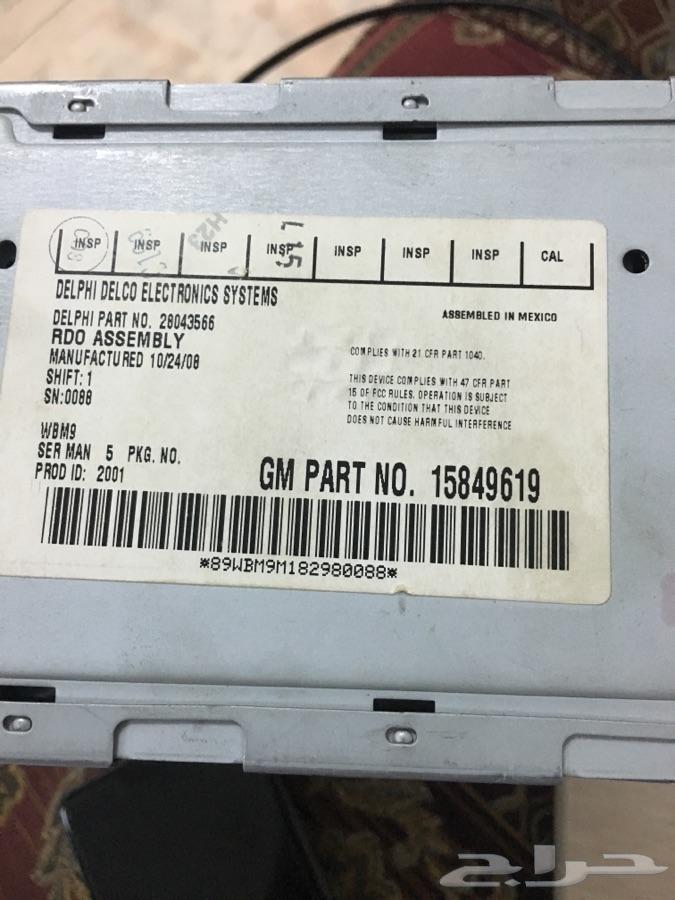 INSP INSP INSP INSP INSP INSP INSP CAL
H23
L 15
DELPHI DELCO ELECTRONICS SYSTEMS
DELPHI PART NO. 28043566
RDO ASSEMBLY
MANUFACTURED 10/24/08
SHIFT: 1
SN:0088
ASSEMBLED IN MEXICO
COMPLIES WITH 21 CFR PART 1040.
THIS DEVICE COMPLIES WITH 47 CFR PART
15 OF FCC RULES. OPERATION IS SUBJECT
TO THE CONDITION THAT THIS DEVICE
DOES NOT CAUSE HARMFUL INTERFERENCE
WBM9
SER MAN 5 PKG. NO.
PROD ID: 2001
GM PART NO. 15849619
*89WBM9M182980088*
حراج